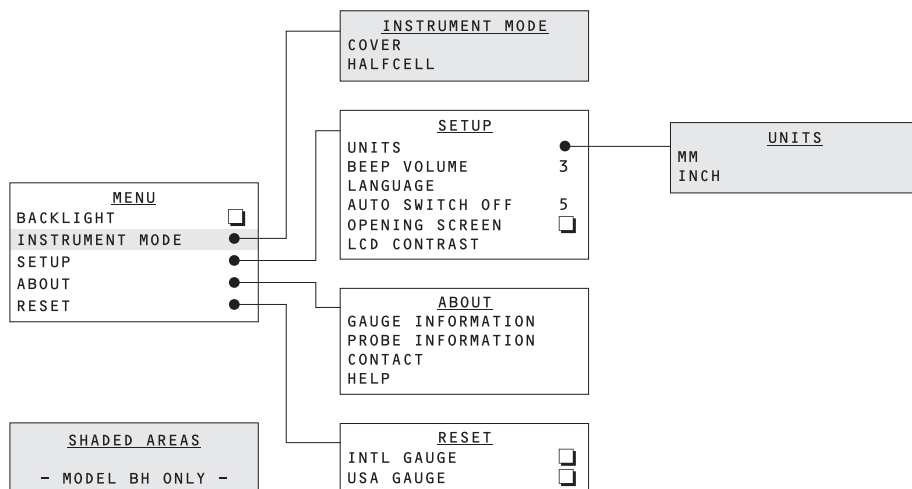 MENU
BACKLIGHT
INSTRUMENT MODE
SETUP
ABOUT
RESET
INSTRUMENT MODE
COVER
HALFCELL
SETUP
UNITS
BEEP VOLUME 3
LANGUAGE
AUTO SWITCH OFF 5
OPENING SCREEN
LCD CONTRAST
UNITS
MM
INCH
ABOUT
GAUGE INFORMATION
PROBE INFORMATION
CONTACT
HELP
RESET
INTL GAUGE
USA GAUGE
SHADED AREAS
- MODEL BH ONLY -